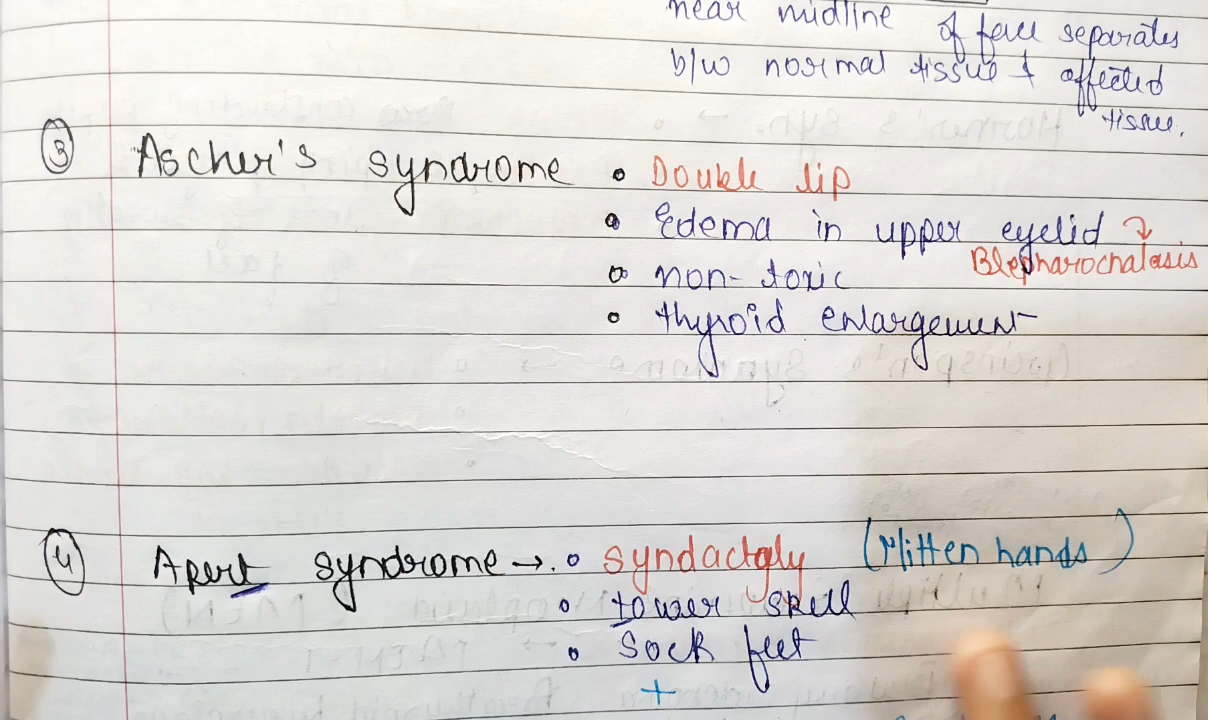 near midline of face separates
b/w normal tissue & affected
tissue.
③ Ascher's syndrome • Double lip
• Edema in upper eyelid ↴
Blepharochalasis
• non-toxic
• thyroid enlargement
④ Apert syndrome →. • syndactyly (Mitten hands)
• tower skull
• Sock feet
+